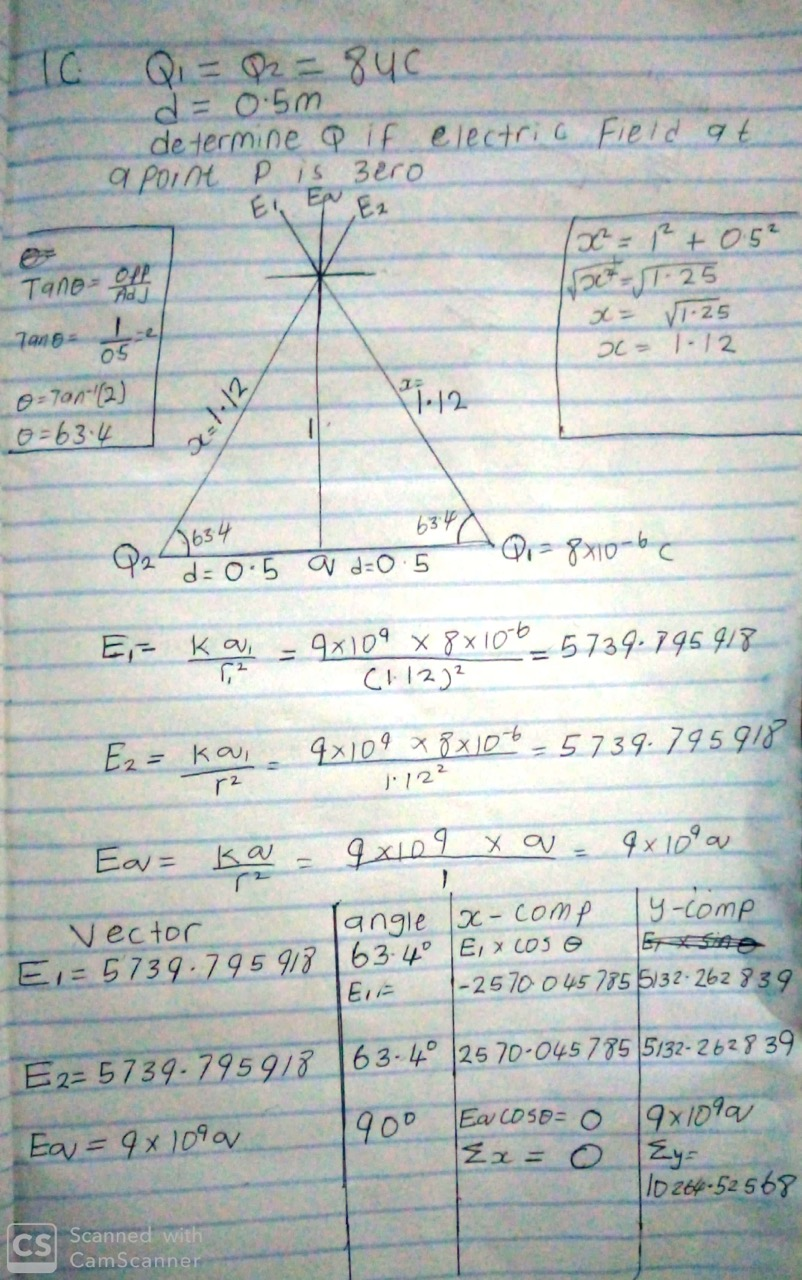 1C. Q1 = Q2 = 8μC
d = 0.5m
determine Q if electric Field at
a point P is zero
E1 Eq E2
Tanθ = Opp/Adj
Tanθ = 1/05 = 2
θ = Tan⁻¹(2)
θ = 63.4
x² = 1² + 0.5²
√x² = √1.25
x = √1.25
x = 1.12
x = 1.12
x = 1.12
1
63.4
63.4
Q2 d = 0.5 q d = 0.5 Q1 = 8×10⁻⁶ C
E1 = Kq1/r1² = 9×10⁹ × 8×10⁻⁶/(1.12)² = 5739.795918
E2 = Kq1/r² = 9×10⁹ × 8×10⁻⁶/1.12² = 5739.795918
Eq = Kq/r² = 9×10⁹ × q/1 = 9×10⁹q
Vector angle x-comp y-comp
E1 = 5739.795918 63.4° E1 × cos θ E1 × sin θ
E1 = -2570.045785 5132.262839
E2 = 5739.795918 63.4° 2570.045785 5132.262839
Eq = 9×10⁹q 90° Eq cosθ = 0 9×10⁹q
Σx = 0 Σy =
10264.52568
CS Scanned with
CamScanner